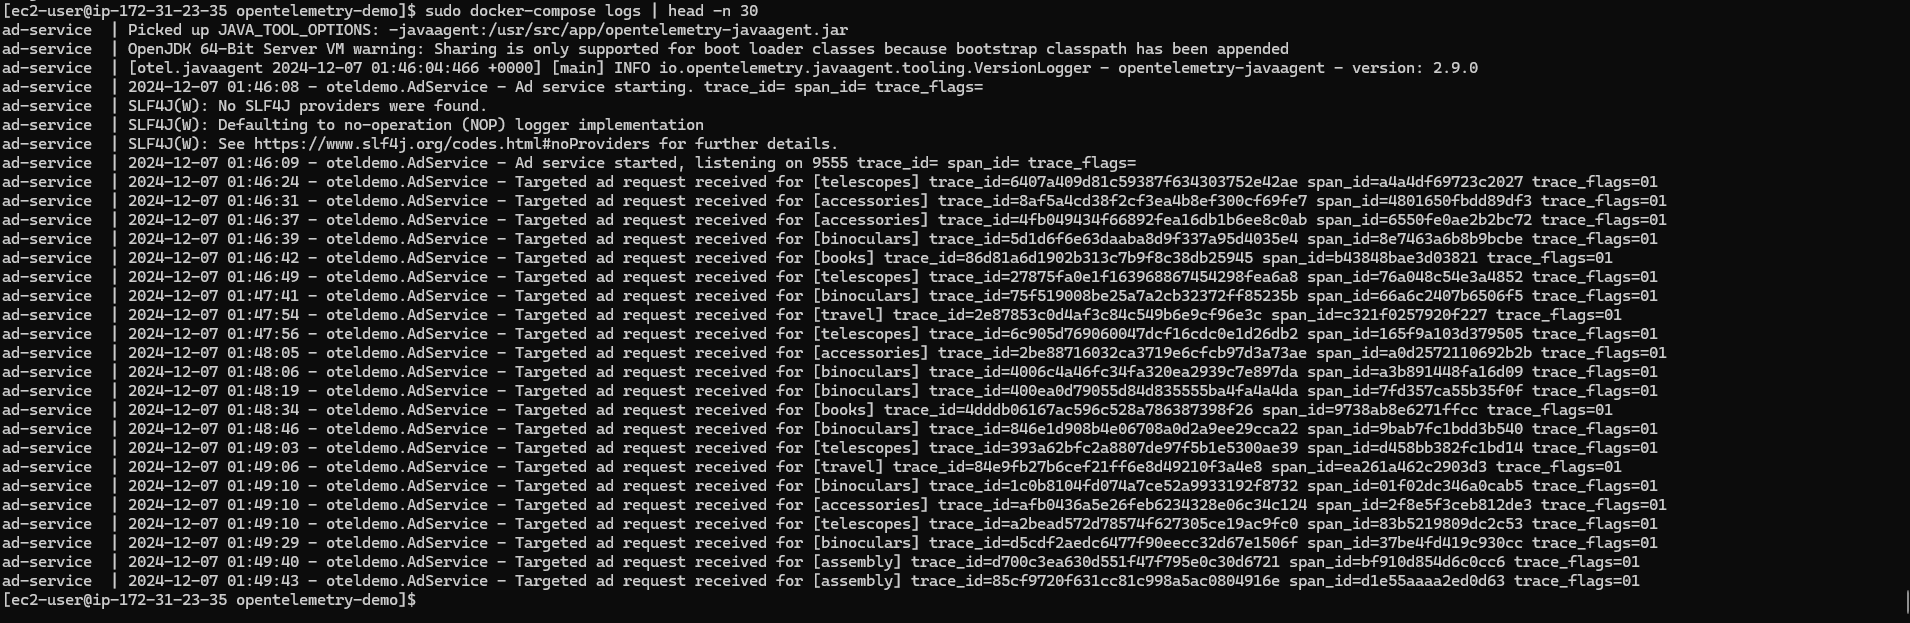 [ec2-user@ip-172-31-23-35 opentelemetry-demo]$ sudo docker-compose logs | head -n 30
ad-service  | Picked up JAVA_TOOL_OPTIONS: -javaagent:/usr/src/app/opentelemetry-javaagent.jar
ad-service  | OpenJDK 64-Bit Server VM warning: Sharing is only supported for boot loader classes because bootstrap classpath has been appended
ad-service  | [otel.javaagent 2024-12-07 01:46:04:466 +0000] [main] INFO io.opentelemetry.javaagent.tooling.VersionLogger - opentelemetry-javaagent - version: 2.9.0
ad-service  | 2024-12-07 01:46:08 - oteldemo.AdService - Ad service starting. trace_id= span_id= trace_flags=
ad-service  | SLF4J(W): No SLF4J providers were found.
ad-service  | SLF4J(W): Defaulting to no-operation (NOP) logger implementation
ad-service  | SLF4J(W): See https://www.slf4j.org/codes.html#noProviders for further details.
ad-service  | 2024-12-07 01:46:09 - oteldemo.AdService - Ad service started, listening on 9555 trace_id= span_id= trace_flags=
ad-service  | 2024-12-07 01:46:24 - oteldemo.AdService - Targeted ad request received for [telescopes] trace_id=6407a409d81c59387f634303752e42ae span_id=a4a4df69723c2027 trace_flags=01
ad-service  | 2024-12-07 01:46:31 - oteldemo.AdService - Targeted ad request received for [accessories] trace_id=8af5a4cd38f2cf3ea4b8ef300cf69fe7 span_id=4801650fbdd89df3 trace_flags=01
ad-service  | 2024-12-07 01:46:37 - oteldemo.AdService - Targeted ad request received for [accessories] trace_id=4fb049434f66892fea16db1b6ee8c0ab span_id=6550fe0ae2b2bc72 trace_flags=01
ad-service  | 2024-12-07 01:46:39 - oteldemo.AdService - Targeted ad request received for [binoculars] trace_id=5d1d6f6e63daaba8d9f337a95d4035e4 span_id=8e7463a6b8b9bcbe trace_flags=01
ad-service  | 2024-12-07 01:46:42 - oteldemo.AdService - Targeted ad request received for [books] trace_id=86d81a6d1902b313c7b9f8c38db25945 span_id=b43848bae3d03821 trace_flags=01
ad-service  | 2024-12-07 01:46:49 - oteldemo.AdService - Targeted ad request received for [telescopes] trace_id=27875fa0e1f163968867454298fea6a8 span_id=76a048c54e3a4852 trace_flags=01
ad-service  | 2024-12-07 01:47:41 - oteldemo.AdService - Targeted ad request received for [binoculars] trace_id=75f519008be25a7a2cb32372ff85235b span_id=66a6c2407b6506f5 trace_flags=01
ad-service  | 2024-12-07 01:47:54 - oteldemo.AdService - Targeted ad request received for [travel] trace_id=2e87853c0d4af3c84c549b6e9cf96e3c span_id=c321f0257920f227 trace_flags=01
ad-service  | 2024-12-07 01:47:56 - oteldemo.AdService - Targeted ad request received for [telescopes] trace_id=6c905d769060047dcf16cdc0e1d26db2 span_id=165f9a103d379505 trace_flags=01
ad-service  | 2024-12-07 01:48:05 - oteldemo.AdService - Targeted ad request received for [accessories] trace_id=2be88716032ca3719e6cfcb97d3a73ae span_id=a0d2572110692b2b trace_flags=01
ad-service  | 2024-12-07 01:48:06 - oteldemo.AdService - Targeted ad request received for [binoculars] trace_id=4006c4a46fc34fa320ea2939c7e897da span_id=a3b891448fa16d09 trace_flags=01
ad-service  | 2024-12-07 01:48:19 - oteldemo.AdService - Targeted ad request received for [binoculars] trace_id=400ea0d79055d84d835555ba4fa4a4da span_id=7fd357ca55b35f0f trace_flags=01
ad-service  | 2024-12-07 01:48:34 - oteldemo.AdService - Targeted ad request received for [books] trace_id=4dddb06167ac596c528a786387398f26 span_id=9738ab8e6271ffcc trace_flags=01
ad-service  | 2024-12-07 01:48:46 - oteldemo.AdService - Targeted ad request received for [binoculars] trace_id=846e1d908b4e06708a0d2a9ee29cca22 span_id=9bab7fc1bdd3b540 trace_flags=01
ad-service  | 2024-12-07 01:49:03 - oteldemo.AdService - Targeted ad request received for [telescopes] trace_id=393a62bfc2a8807de97f5b1e5300ae39 span_id=d458bb382fc1bd14 trace_flags=01
ad-service  | 2024-12-07 01:49:06 - oteldemo.AdService - Targeted ad request received for [travel] trace_id=84e9fb27b6cef21ff6e8d49210f3a4e8 span_id=ea261a462c2903d3 trace_flags=01
ad-service  | 2024-12-07 01:49:10 - oteldemo.AdService - Targeted ad request received for [binoculars] trace_id=1c0b8104fd074a7ce52a9933192f8732 span_id=01f02dc346a0cab5 trace_flags=01
ad-service  | 2024-12-07 01:49:10 - oteldemo.AdService - Targeted ad request received for [accessories] trace_id=afb0436a5e26feb6234328e06c34c124 span_id=2f8e5f3ceb812de3 trace_flags=01
ad-service  | 2024-12-07 01:49:10 - oteldemo.AdService - Targeted ad request received for [telescopes] trace_id=a2bead572d78574f627305ce19ac9fc0 span_id=83b5219809dc2c53 trace_flags=01
ad-service  | 2024-12-07 01:49:29 - oteldemo.AdService - Targeted ad request received for [binoculars] trace_id=d5cdf2aedc6477f90eecc32d67e1506f span_id=37be4fd419c930cc trace_flags=01
ad-service  | 2024-12-07 01:49:40 - oteldemo.AdService - Targeted ad request received for [assembly] trace_id=d700c3ea630d551f47f795e0c30d6721 span_id=bf910d854d6c0cc6 trace_flags=01
ad-service  | 2024-12-07 01:49:43 - oteldemo.AdService - Targeted ad request received for [assembly] trace_id=85cf9720f631cc81c998a5ac0804916e span_id=d1e55aaaa2ed0d63 trace_flags=01
[ec2-user@ip-172-31-23-35 opentelemetry-demo]$